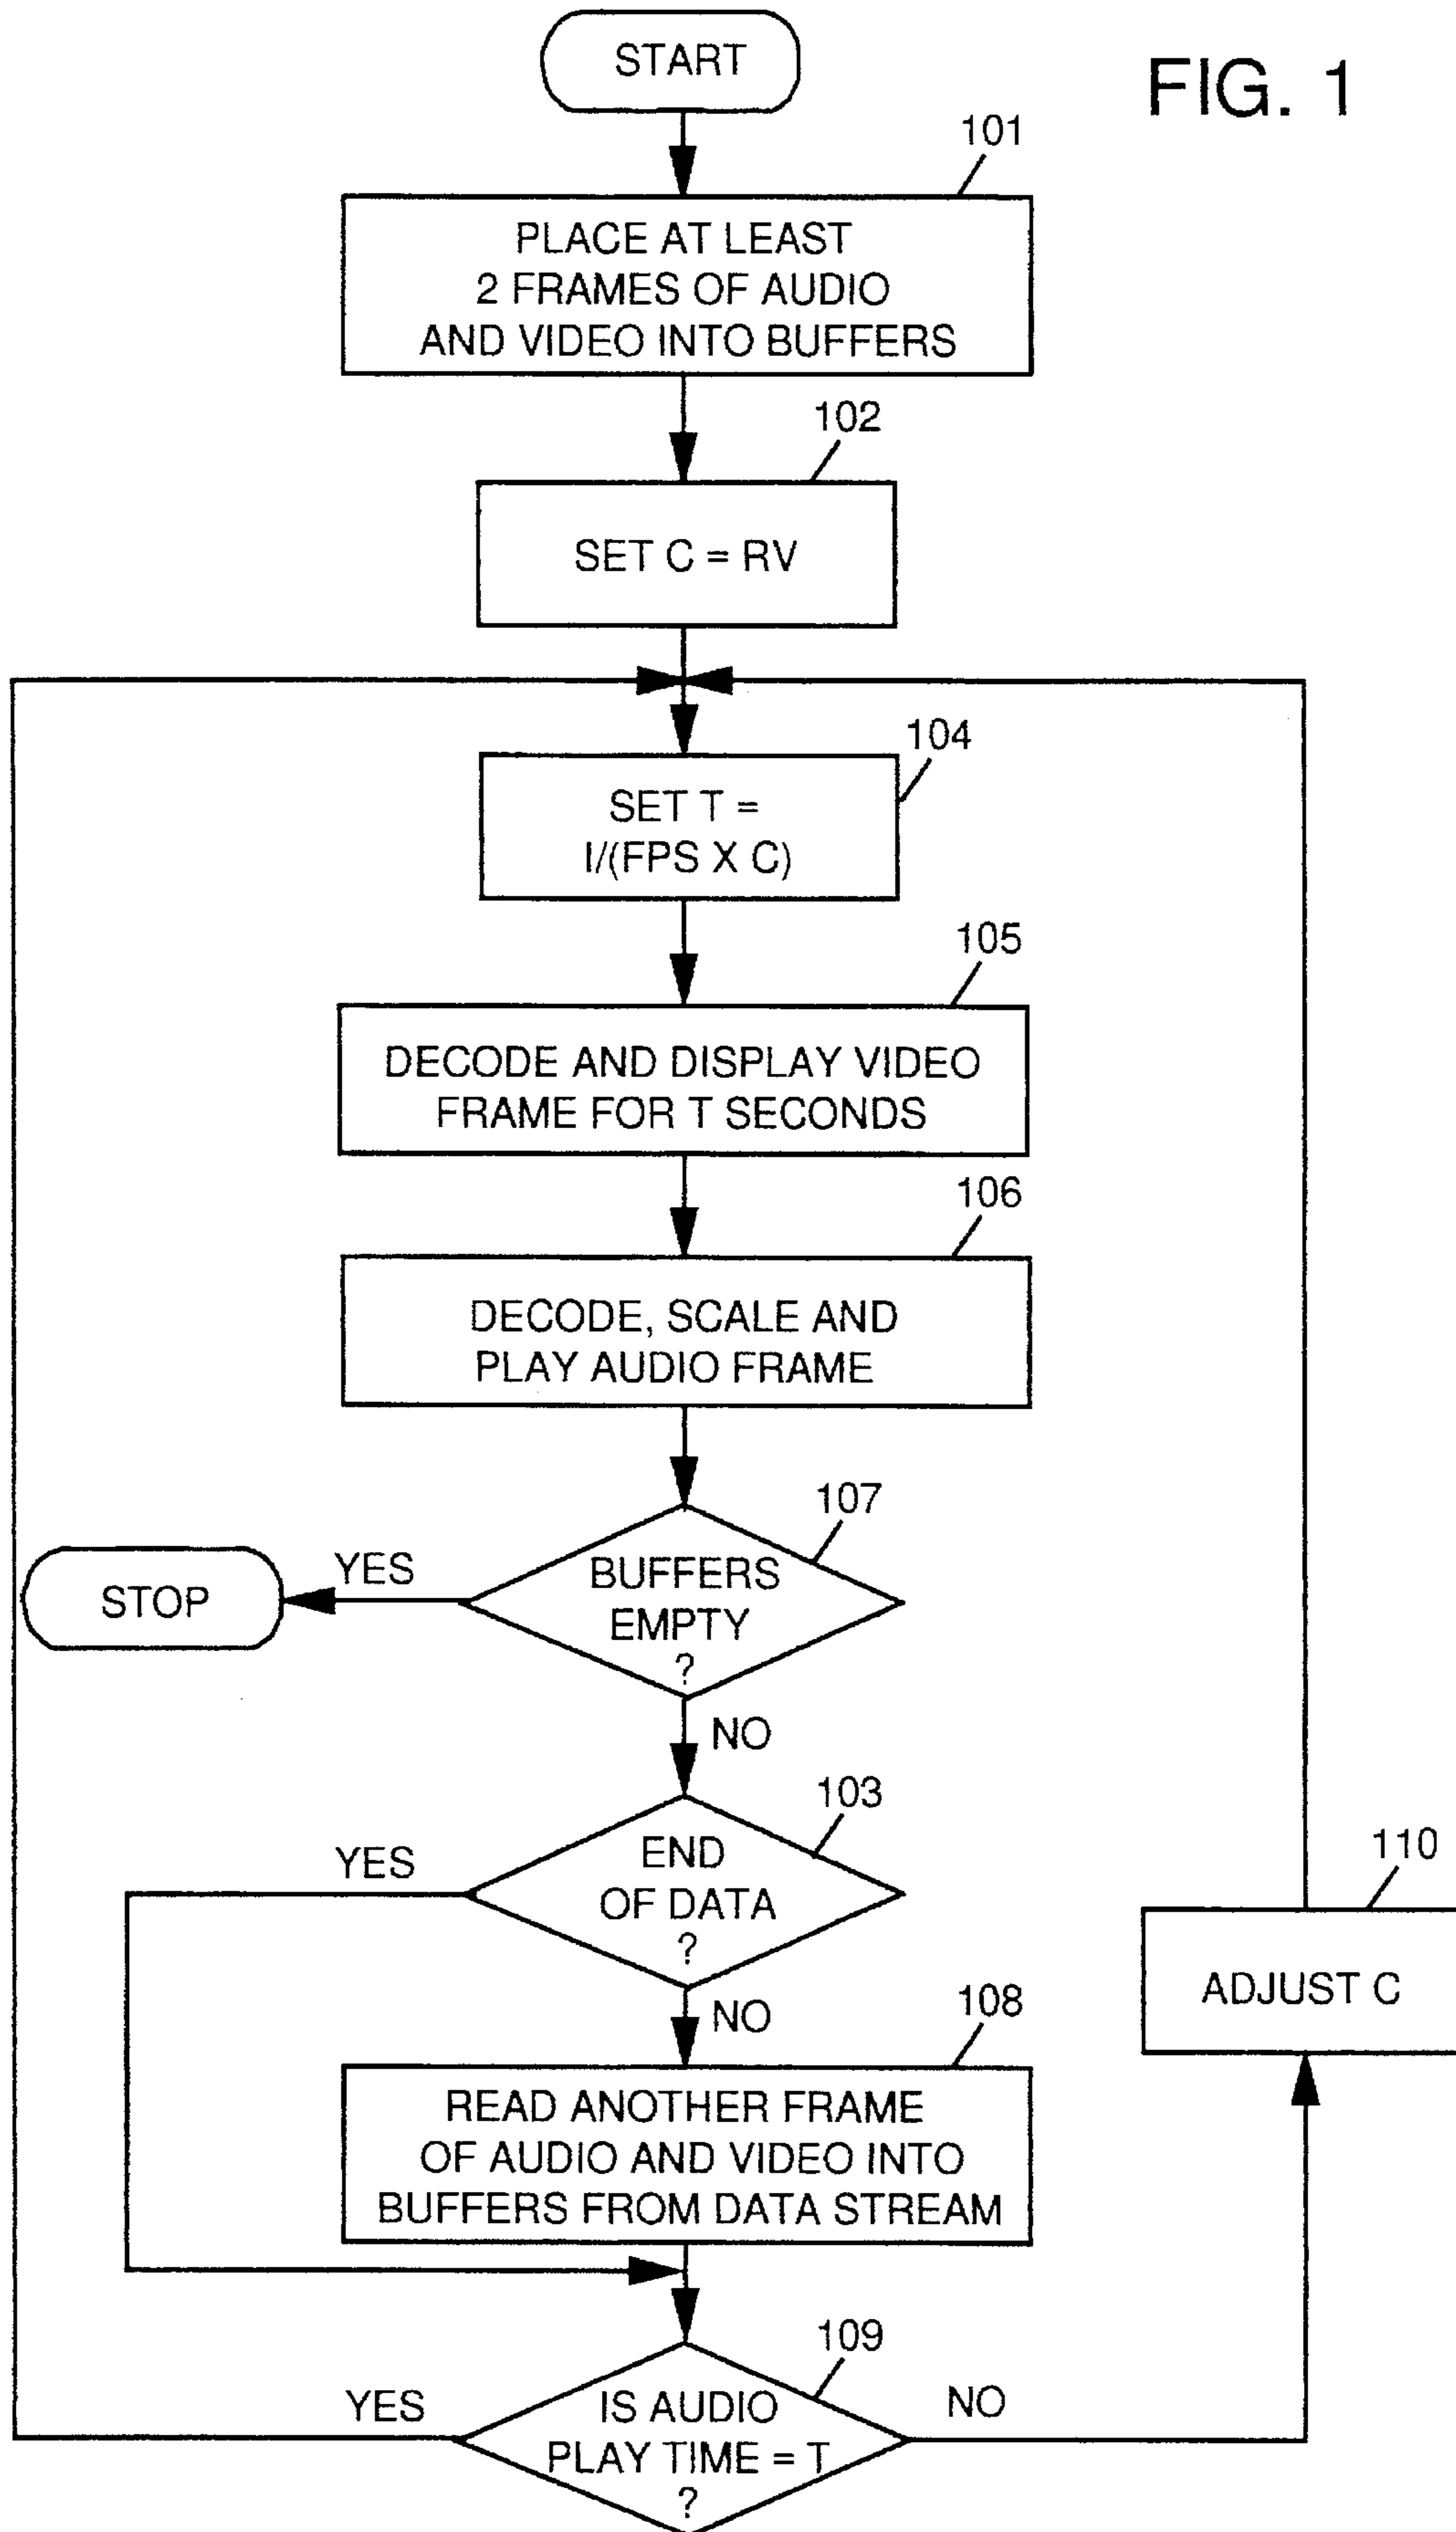 START
FIG. 1
101
PLACE AT LEAST
2 FRAMES OF AUDIO
AND VIDEO INTO BUFFERS
102
SET C = RV
104
SET T =
I/(FPS X C)
105
DECODE AND DISPLAY VIDEO
FRAME FOR T SECONDS
106
DECODE, SCALE AND
PLAY AUDIO FRAME
107
BUFFERS
EMPTY
?
YES
STOP
NO
103
END
OF DATA
?
YES
NO
108
READ ANOTHER FRAME
OF AUDIO AND VIDEO INTO
BUFFERS FROM DATA STREAM
110
ADJUST C
109
IS AUDIO
PLAY TIME = T
?
YES
NO